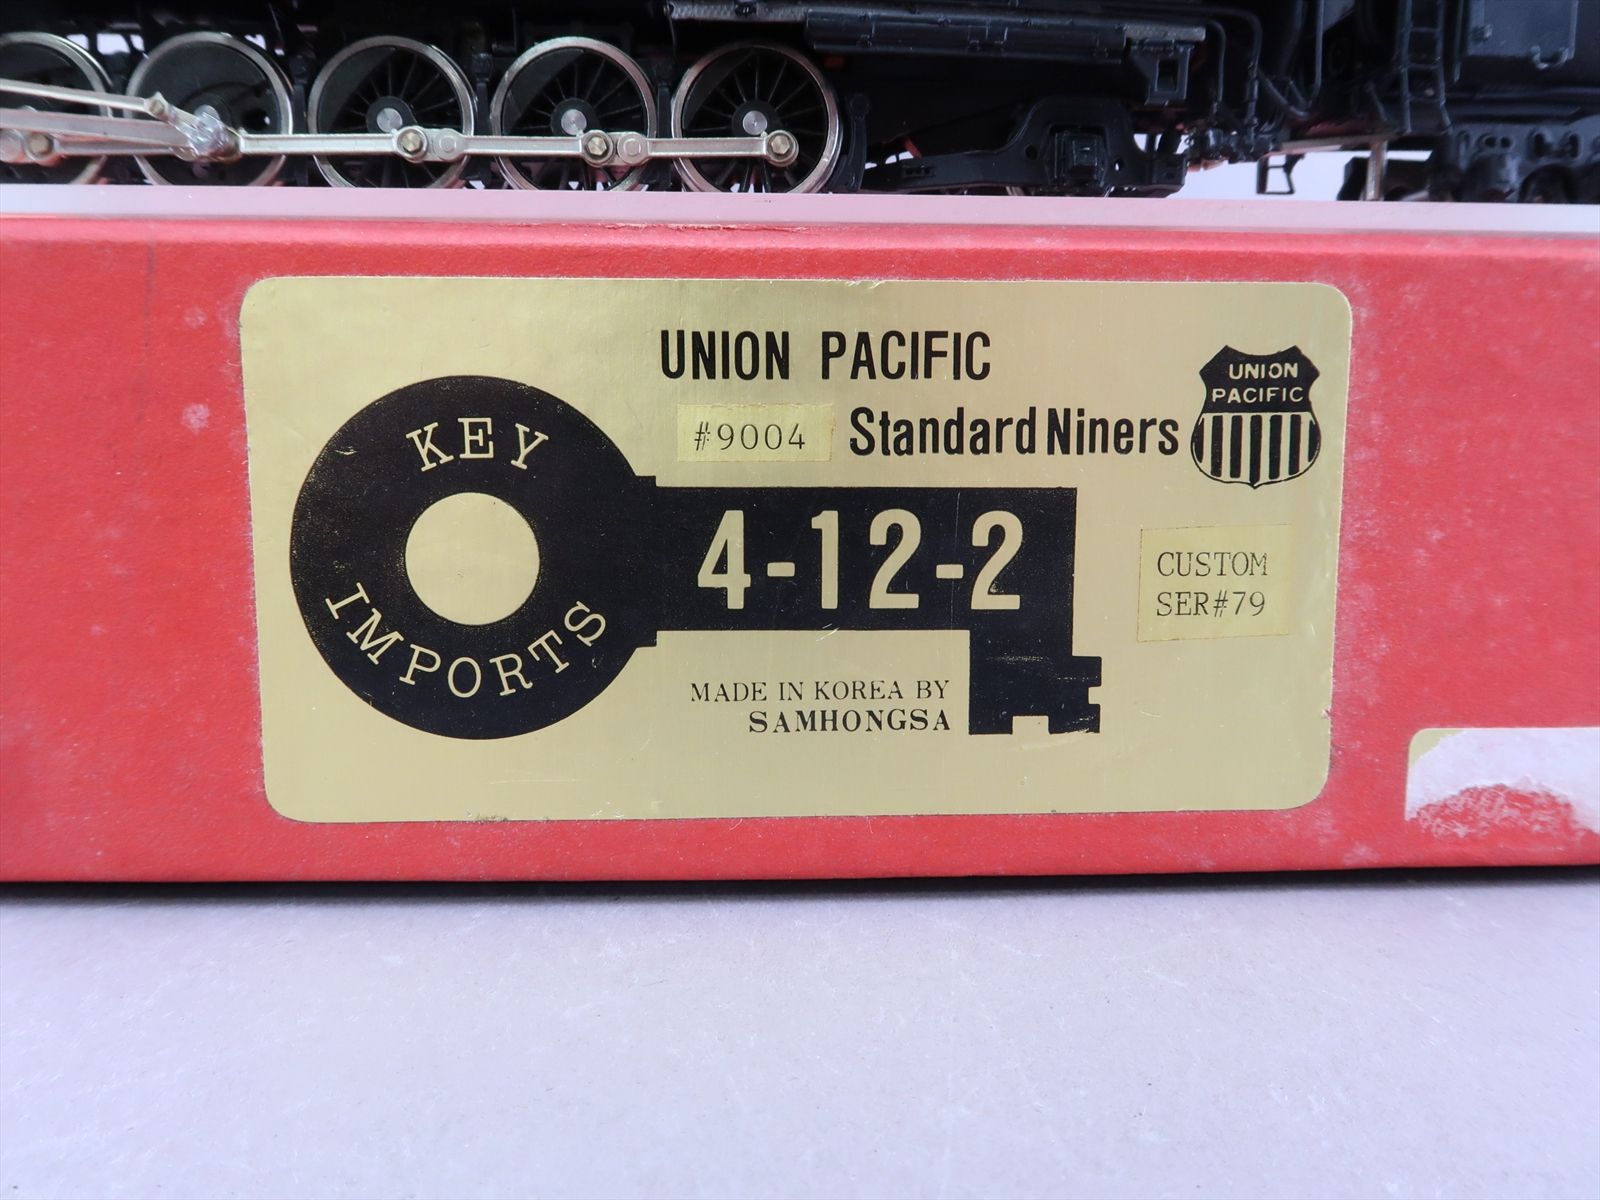 UNION PACIFIC
#9004 Standard Niners
UNION
PACIFIC
KEY
IMPORTS
4-12-2
CUSTOM
SER#79
MADE IN KOREA BY
SAMHONGSA